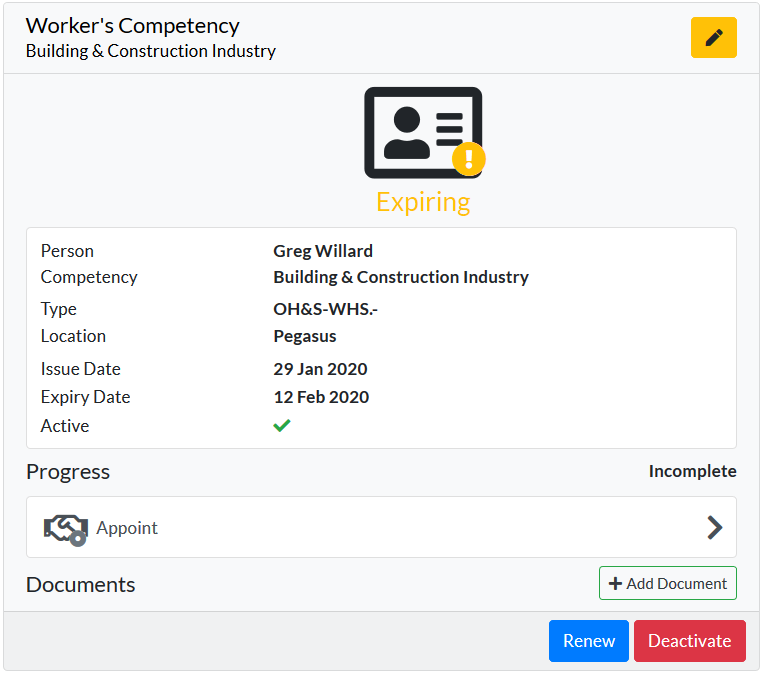 Worker's Competency
Building & Construction Industry
Expiring
Person Greg Willard
Competency Building & Construction Industry
Type OH&S-WHS.-
Location Pegasus
Issue Date 29 Jan 2020
Expiry Date 12 Feb 2020
Active
Progress Incomplete
Appoint
Documents Add Document
Renew Deactivate